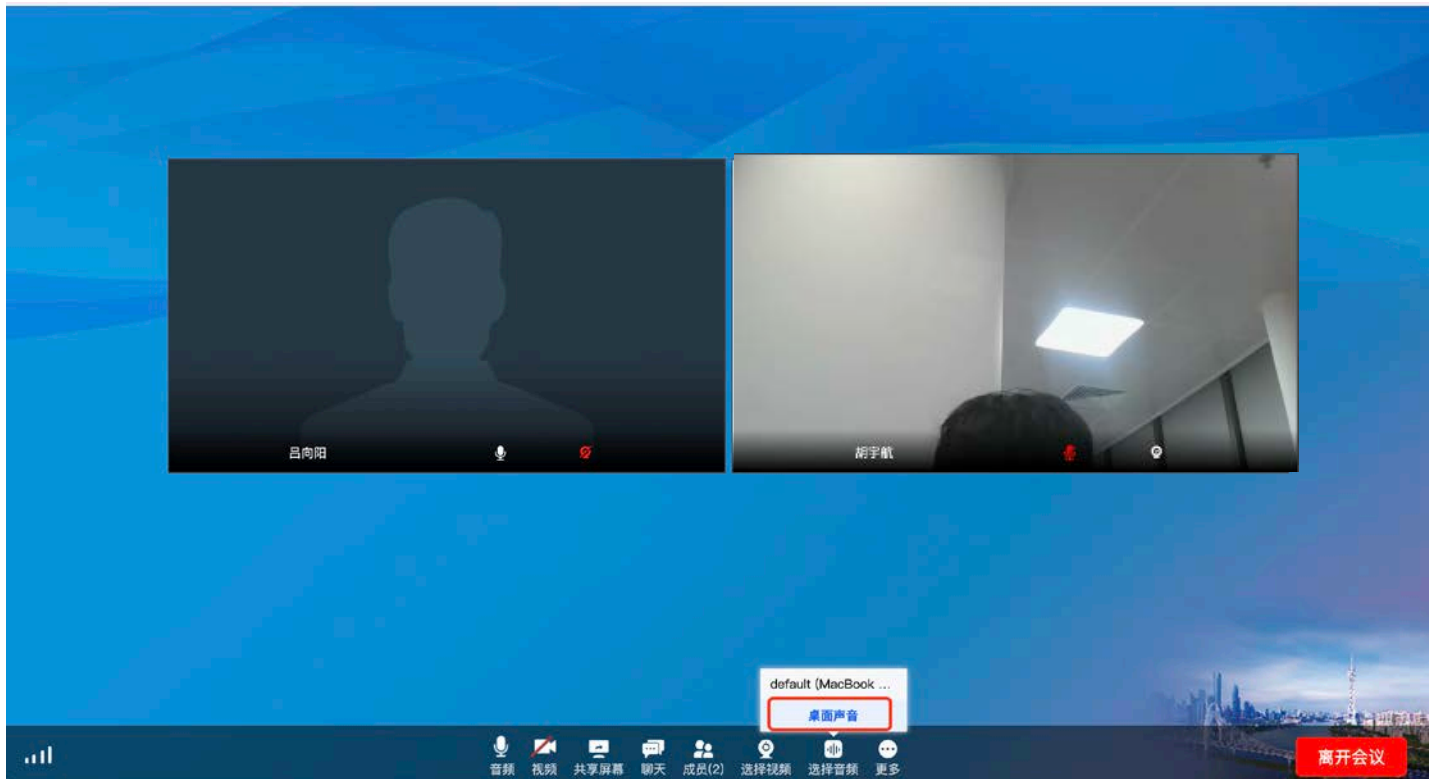 吕向阳
胡宇航
default (MacBook ...
桌面声音
音频
视频
共享屏幕
聊天
成员(2)
选择视频
选择音频
更多
离开会议